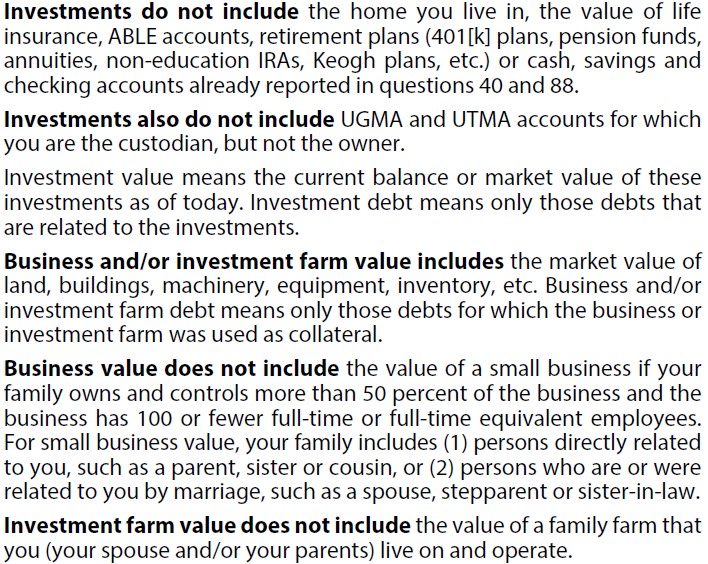 Investments do not include the home you live in, the value of life
insurance, ABLE accounts, retirement plans (401[k] plans, pension funds,
annuities, non-education IRAs, Keogh plans, etc.) or cash, savings and
checking accounts already reported in questions 40 and 88.
Investments also do not include UGMA and UTMA accounts for which
you are the custodian, but not the owner.
Investment value means the current balance or market value of these
investments as of today. Investment debt means only those debts that
are related to the investments.
Business and/or investment farm value includes the market value of
land, buildings, machinery, equipment, inventory, etc. Business and/or
investment farm debt means only those debts for which the business or
investment farm was used as collateral.
Business value does not include the value of a small business if your
family owns and controls more than 50 percent of the business and the
business has 100 or fewer full-time or full-time equivalent employees.
For small business value, your family includes (1) persons directly related
to you, such as a parent, sister or cousin, or (2) persons who are or were
related to you by marriage, such as a spouse, stepparent or sister-in-law.
Investment farm value does not include the value of a family farm that
you (your spouse and/or your parents) live on and operate.